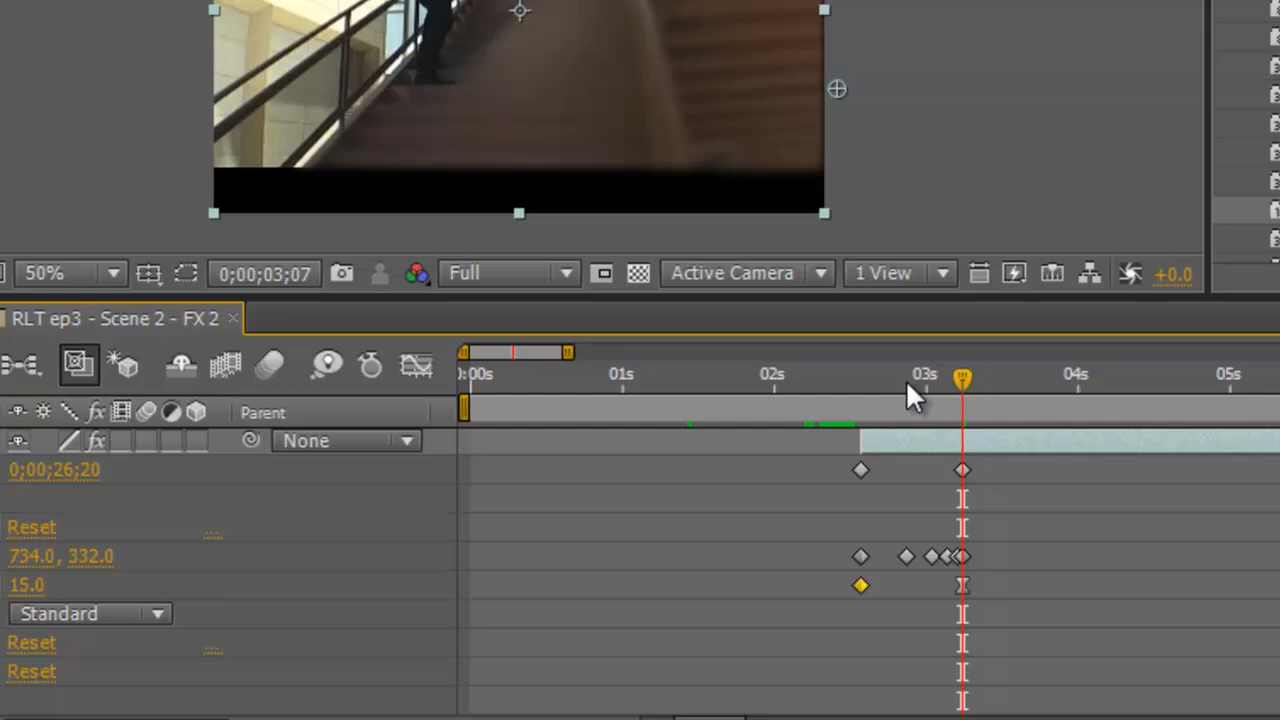 50% 0;00;03;07 Full Active Camera 1 View +0.0
RLT ep3 - Scene 2 - FX 2 ×
0:00s 01s 02s 03s 04s 05s
fx Parent
fx None
0;00;26;20
Reset ...
734.0, 332.0
15.0
Standard
Reset ...
Reset